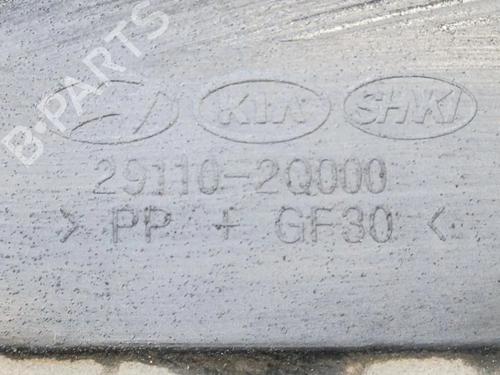 B-PARTS
KIA SHKI
29110-2Q000
> PP + GF30 <